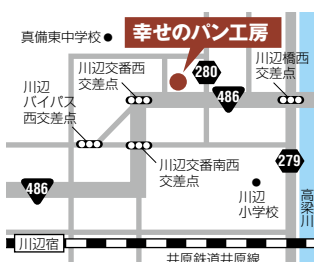 真備東中学校
幸せのパン工房
川辺交番西
交差点
280
川辺橋西
交差点
川辺
バイパス
西交差点
486
川辺交番南西
交差点
279
486
川辺
小学校
高梁川
川辺宿
井原鉄道井原線